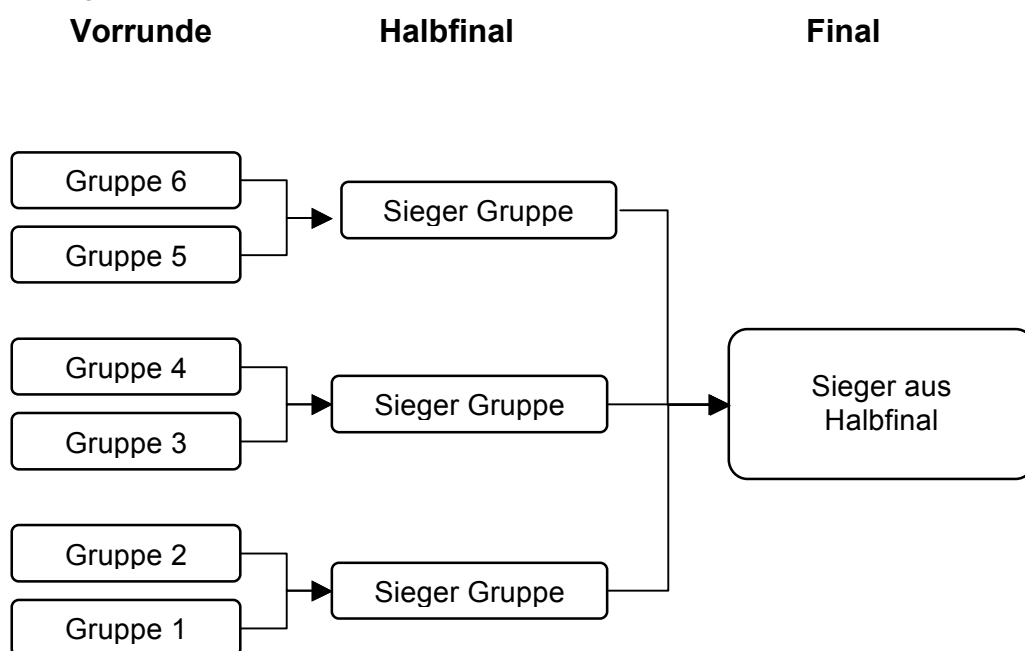 Vorrunde Halbfinal Final
Gruppe 6
Sieger Gruppe
Gruppe 5
Gruppe 4
Sieger Gruppe
Gruppe 3
Sieger aus
Halbfinal
Gruppe 2
Sieger Gruppe
Gruppe 1